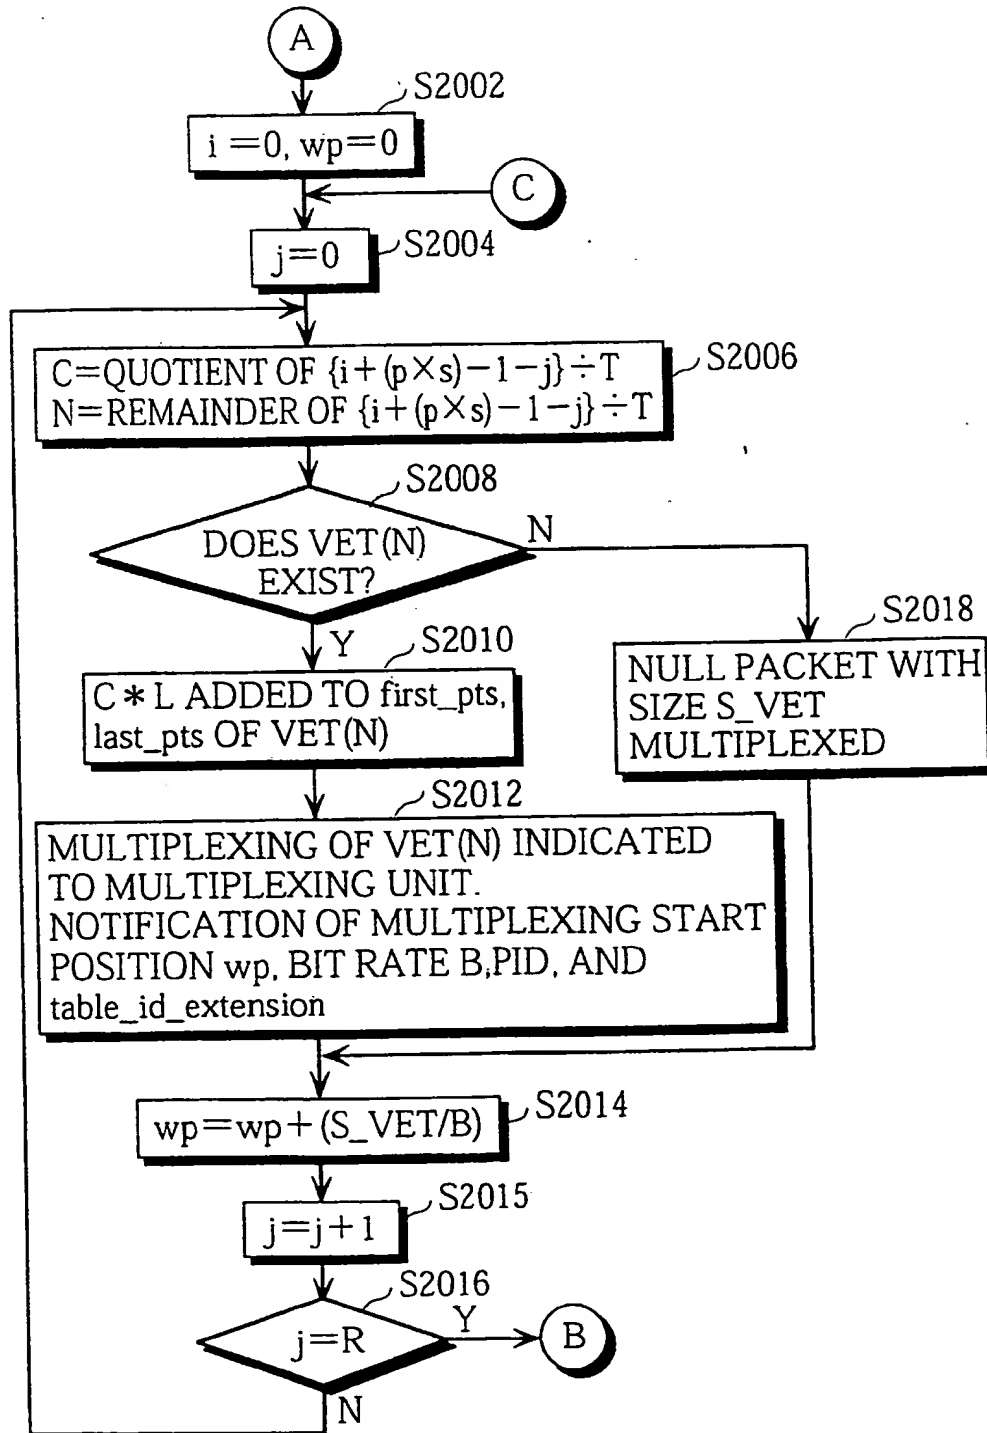 A
S2002
i=0, wp=0
C
S2004
j=0
S2006
C=QUOTIENT OF {i+(p×s)-1-j}÷T
N=REMAINDER OF {i+(p×s)-1-j}÷T
S2008
DOES VET(N)
EXIST?
N
Y
S2010
C*L ADDED TO first_pts,
last_pts OF VET(N)
S2018
NULL PACKET WITH
SIZE S_VET
MULTIPLEXED
S2012
MULTIPLEXING OF VET(N) INDICATED
TO MULTIPLEXING UNIT.
NOTIFICATION OF MULTIPLEXING START
POSITION wp, BIT RATE B,PID, AND
table_id_extension
S2014
wp=wp+(S_VET/B)
S2015
j=j+1
S2016
j=R
Y
B
N